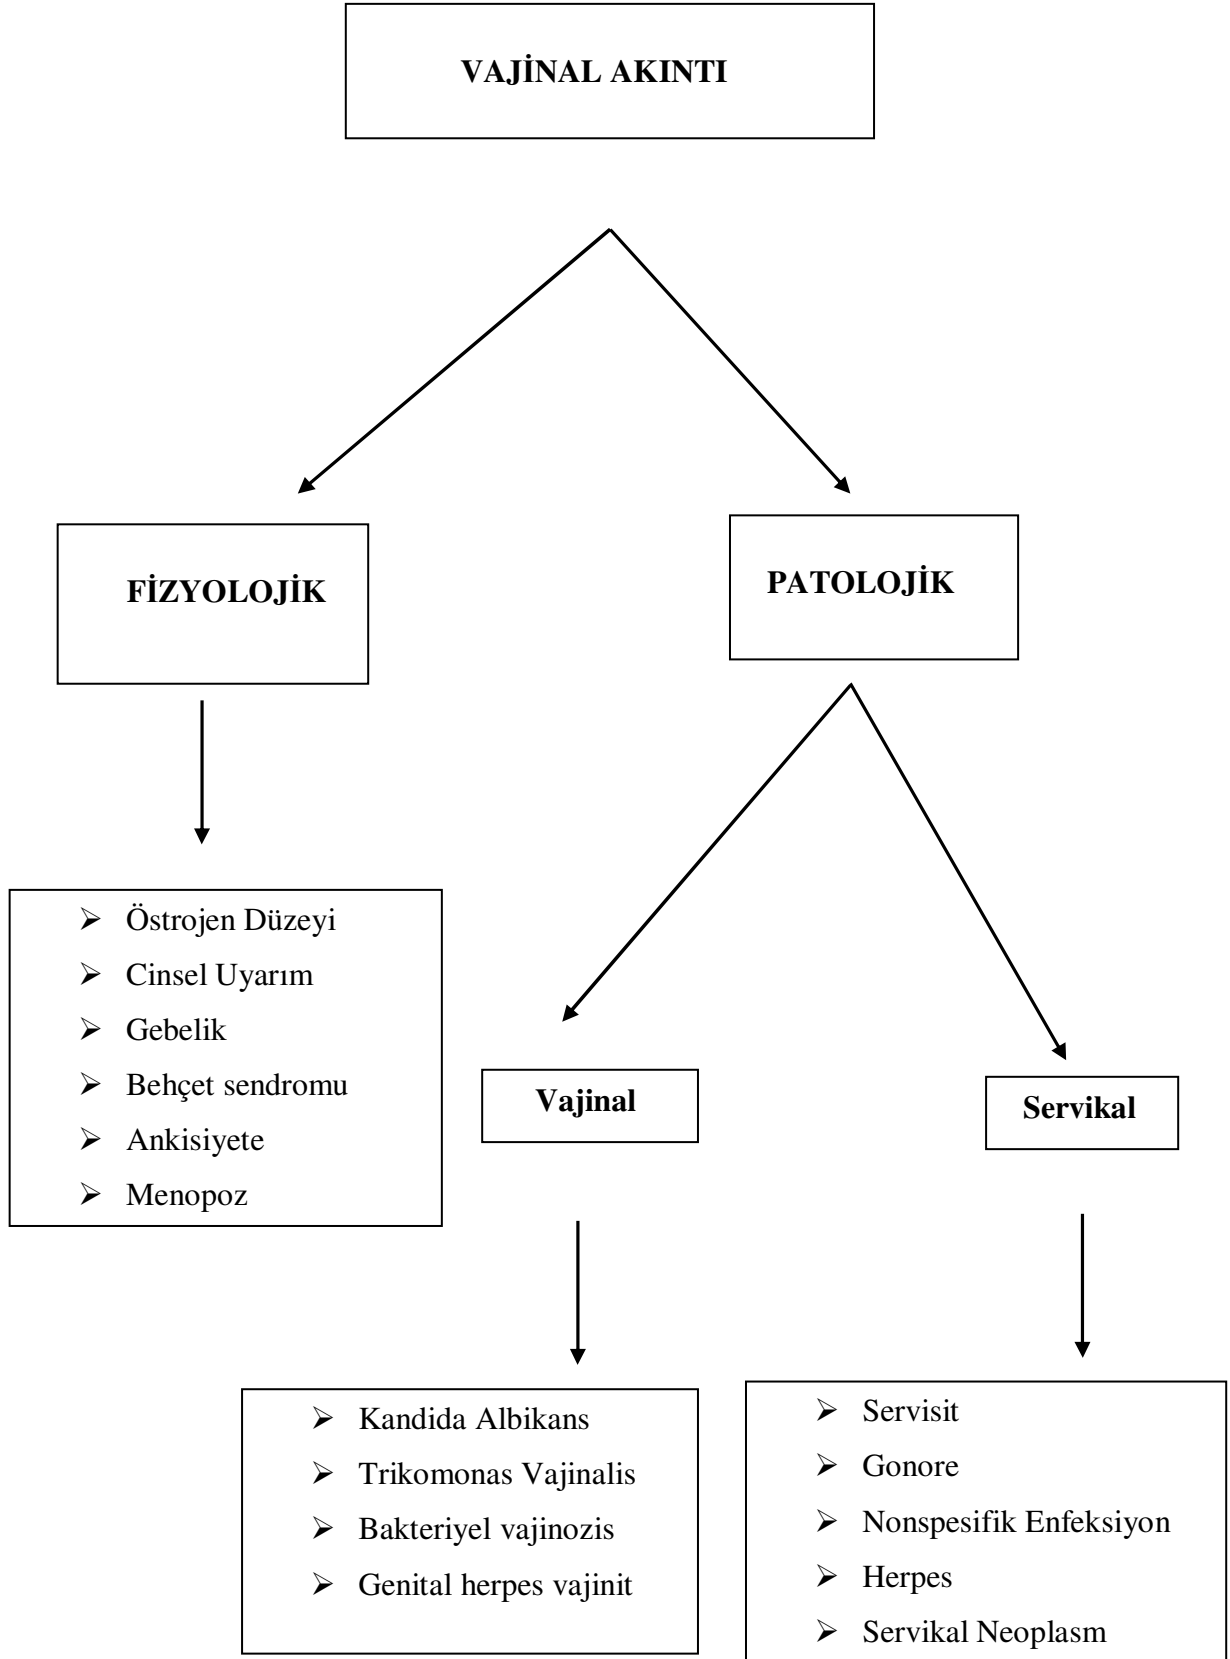 VAJİNAL AKINTI
FİZYOLOJİK
PATOLOJİK
➢ Östrojen Düzeyi
➢ Cinsel Uyarım
➢ Gebelik
➢ Behçet sendromu
➢ Ankisiyete
➢ Menopoz
Vajinal
Servikal
➢ Kandida Albikans
➢ Trikomonas Vajinalis
➢ Bakteriyel vajinozis
➢ Genital herpes vajinit
➢ Servisit
➢ Gonore
➢ Nonspesifik Enfeksiyon
➢ Herpes
➢ Servikal Neoplasm